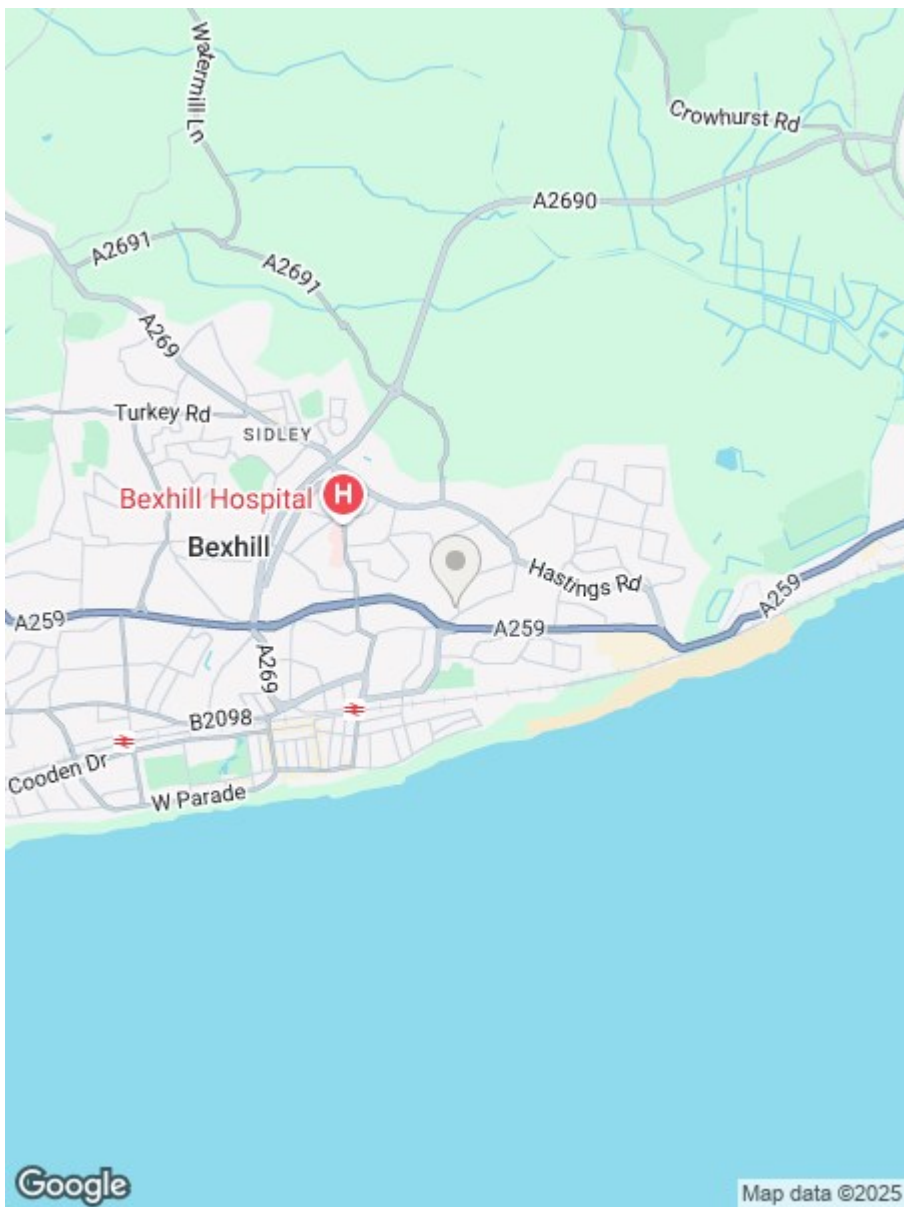 Watermill Ln
Crowhurst Rd
A2690
A2691
A2691
A269
Turkey Rd
SIDLEY
Bexhill Hospital
H
Bexhill
Hastings Rd
A259
A259
A259
A269
B2098
Cooden Dr
W Parade
Google
Map data ©2025